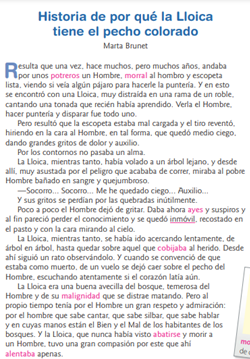 Historia de por qué la Lloica
tiene el pecho colorado
Marta Brunet
Resulta que una vez, hace muchos, pero muchos años, andaba
por unos potreros un Hombre, morral al hombro y escopeta
lista, viendo si veía algún pájaro para hacerle la puntería. Y en esto
se encontró con una Lloica, muy distraída en una rama de un roble,
cantando una tonada que recién había aprendido. Verla el Hombre,
hacer puntería y disparar fue todo uno.
Pero resultó que la escopeta estaba mal cargada y el tiro reventó,
hiriendo en la cara al Hombre, en tal forma, que quedó medio ciego,
dando grandes gritos de dolor y auxilio.
Por los contornos no pasaba un alma.
La Lloica, mientras tanto, había volado a un árbol lejano, y desde
allí, muy asustada por el peligro que acababa de correr, miraba al pobre
Hombre bañado en sangre y quejumbroso.
—Socorro... Socorro... Me he quedado ciego... Auxilio...
Y sus gritos se perdían por las quebradas inútilmente.
Poco a poco el Hombre dejó de gritar. Daba ahora ayes y suspiros y
al fin pareció perder el conocimiento y se quedó inmóvil, recostado en
el pasto y con la cara mirando al cielo.
La Lloica, mientras tanto, se había ido acercando lentamente, de
árbol en árbol, hasta quedar sobre aquel que cobijaba al herido. Desde
ahí siguió un rato observándolo. Y cuando se convenció de que
estaba como muerto, de un vuelo se dejó caer sobre el pecho del
Hombre, escuchando atentamente si el corazón latía aún.
La Lloica era una buena avecilla del bosque, temerosa del
Hombre y de su malignidad que se distrae matando. Pero al
propio tiempo tenía por el Hombre un gran respeto y admiración:
por el hombre que sabe cantar, que sabe silbar, que sabe hablar
y en cuyas manos están el Bien y el Mal de los habitantes de los
bosques. Y la Lloica, que nunca había visto abatirse y morir a
un Hombre, tuvo una gran compasión por este que ahí
alentaba apenas.